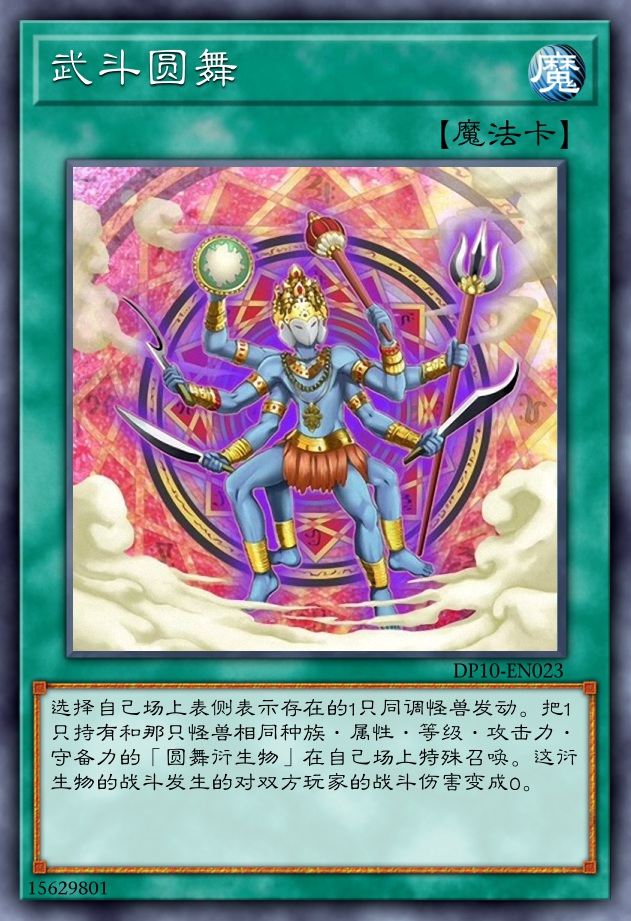 武斗圆舞
魔
【魔法卡】
DP10-EN023
选择自己场上表侧表示存在的1只同调怪兽发动。把1
只持有和那只怪兽相同种族・属性・等级・攻击力・
守备力的「圆舞衍生物」在自己场上特殊召唤。这衍
生物的战斗发生的对双方玩家的战斗伤害变成0。
15629801